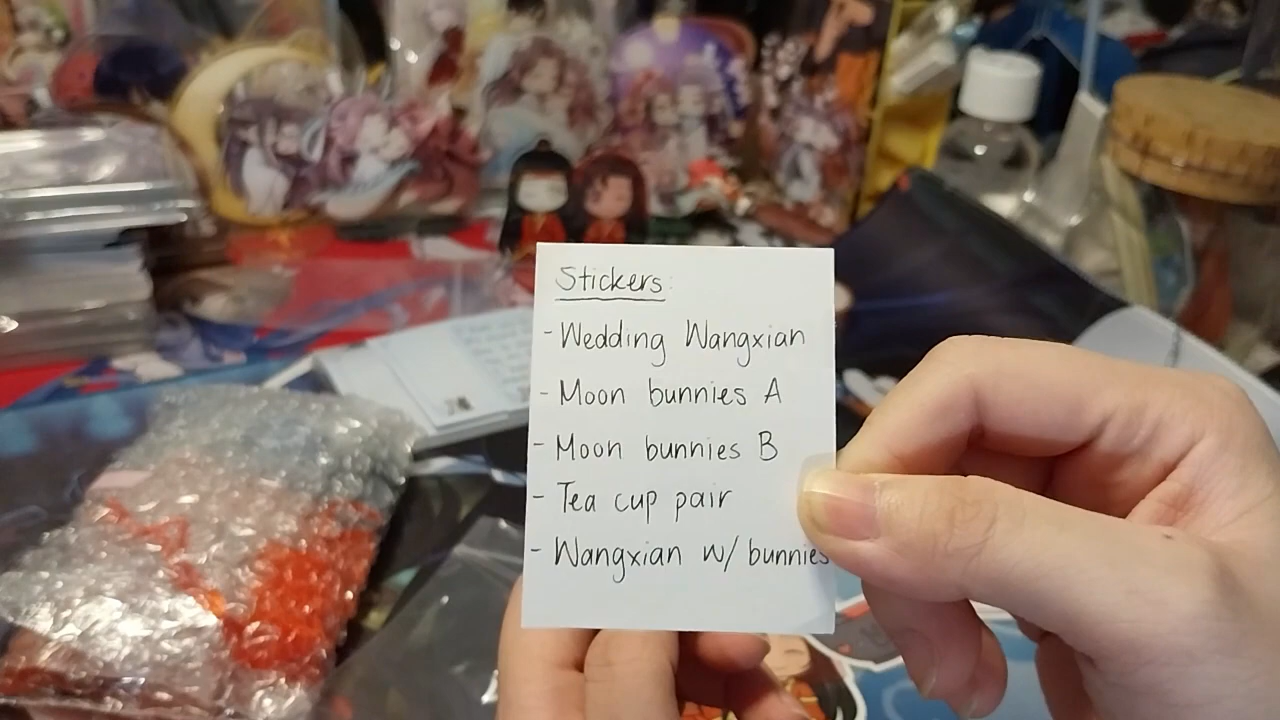 Stickers:
- Wedding Wangxian
- Moon bunnies A
- Moon bunnies B
- Tea cup pair
- Wangxian w/ bunnies